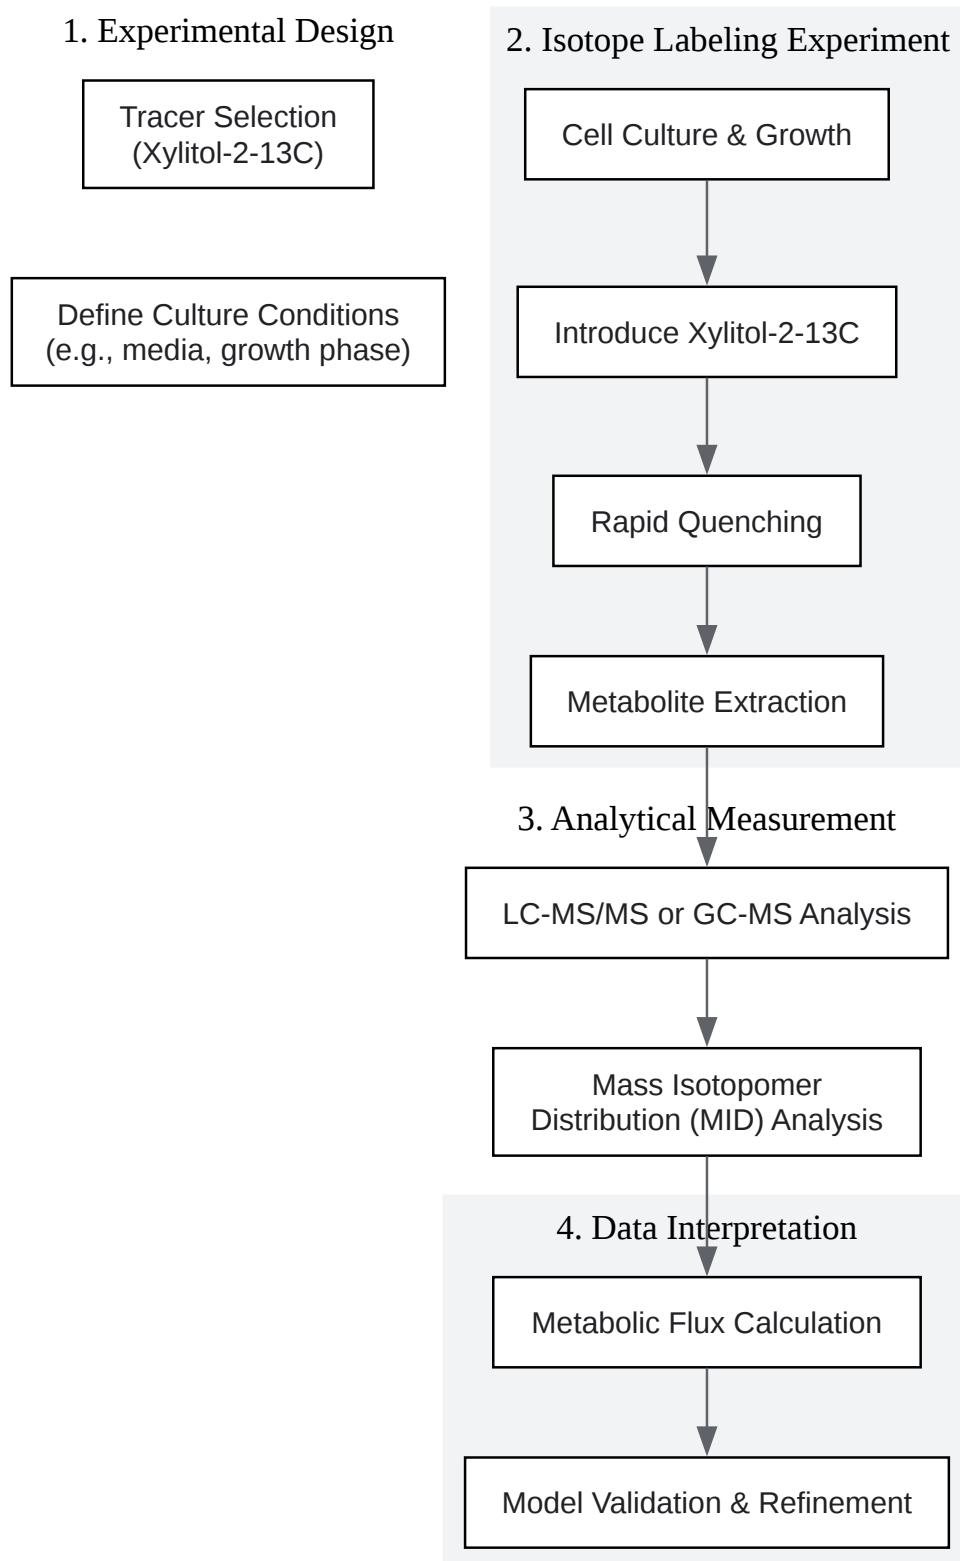 1. Experimental Design
Tracer Selection
(Xylitol-2-13C)
Define Culture Conditions
(e.g., media, growth phase)
2. Isotope Labeling Experiment
Cell Culture & Growth
Introduce Xylitol-2-13C
Rapid Quenching
Metabolite Extraction
3. Analytical Measurement
LC-MS/MS or GC-MS Analysis
Mass Isotopomer
Distribution (MID) Analysis
4. Data Interpretation
Metabolic Flux Calculation
Model Validation & Refinement